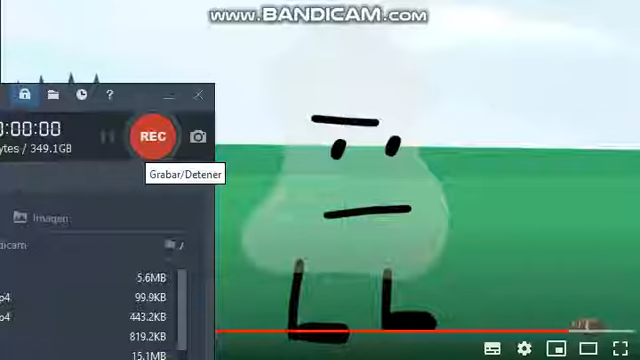 www.BANDICAM.com
?
0:00:00
REC
ytes / 349.1GB
Grabar/Detener
Imagen
dicam
5.6MB
p4 99.9KB
p4 443.2KB
819.2KB
15.1MB